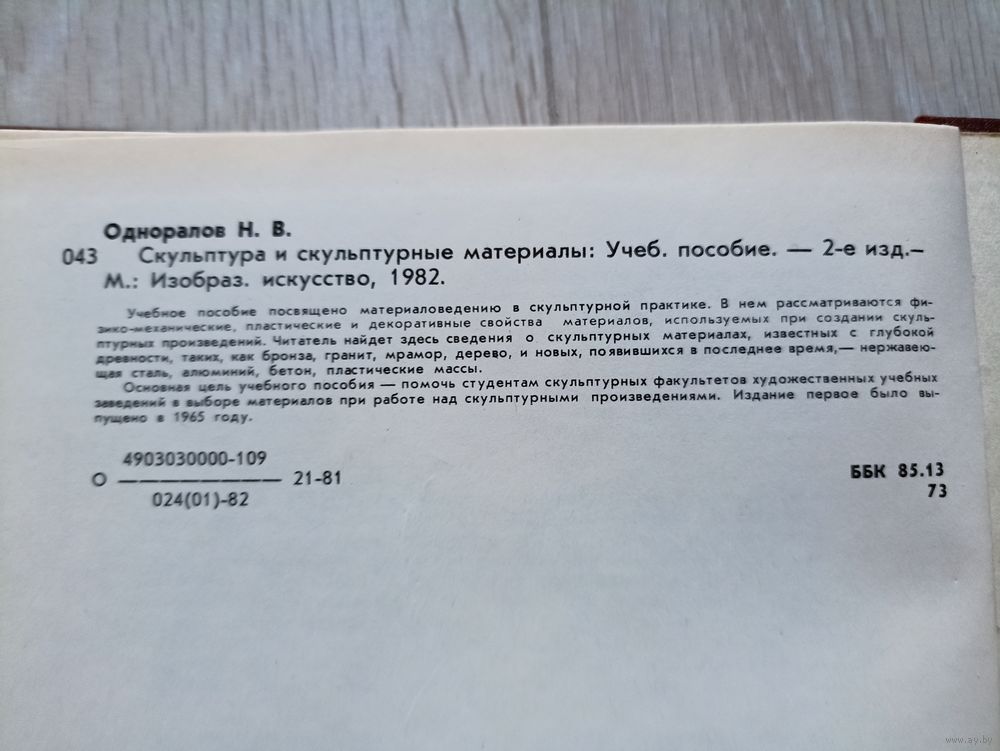 Одноралов Н. В.
043 Скульптура и скульптурные материалы: Учеб. пособие. — 2-е изд.–
М.: Изобраз. искусство, 1982.
Учебное пособие посвящено материаловедению в скульптурной практике. В нем рассматриваются фи-
зико-механические, пластические и декоративные свойства материалов, используемых при создании скуль-
птурных произведений. Читатель найдет здесь сведения о скульптурных материалах, известных с глубокой
древности, таких, как бронза, гранит, мрамор, дерево, и новых, появившихся в последнее время,— нержавею-
щая сталь, алюминий, бетон, пластические массы.
Основная цель учебного пособия — помочь студентам скульптурных факультетов художественных учебных
заведений в выборе материалов при работе над скульптурными произведениями. Издание первое было вы-
пущено в 1965 году.
4903030000-109
О ———————— 21-81
024(01)-82
ББК 85.13
73
www.ay.by